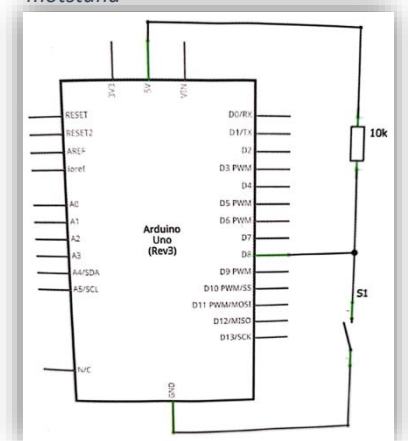 motstand
3V3
5V
VIN
RESET
RESET2
AREF
ioref
A0
A1
A2
A3
A4/SDA
A5/SCL
N/C
Arduino
Uno
(Rev3)
D0/RX
D1/TX
D2
D3 PWM
D4
D5 PWM
D6 PWM
D7
D8
D9 PWM
D10 PWM/SS
D11 PWM/MOSI
D12/MISO
D13/SCK
GND
10k
S1